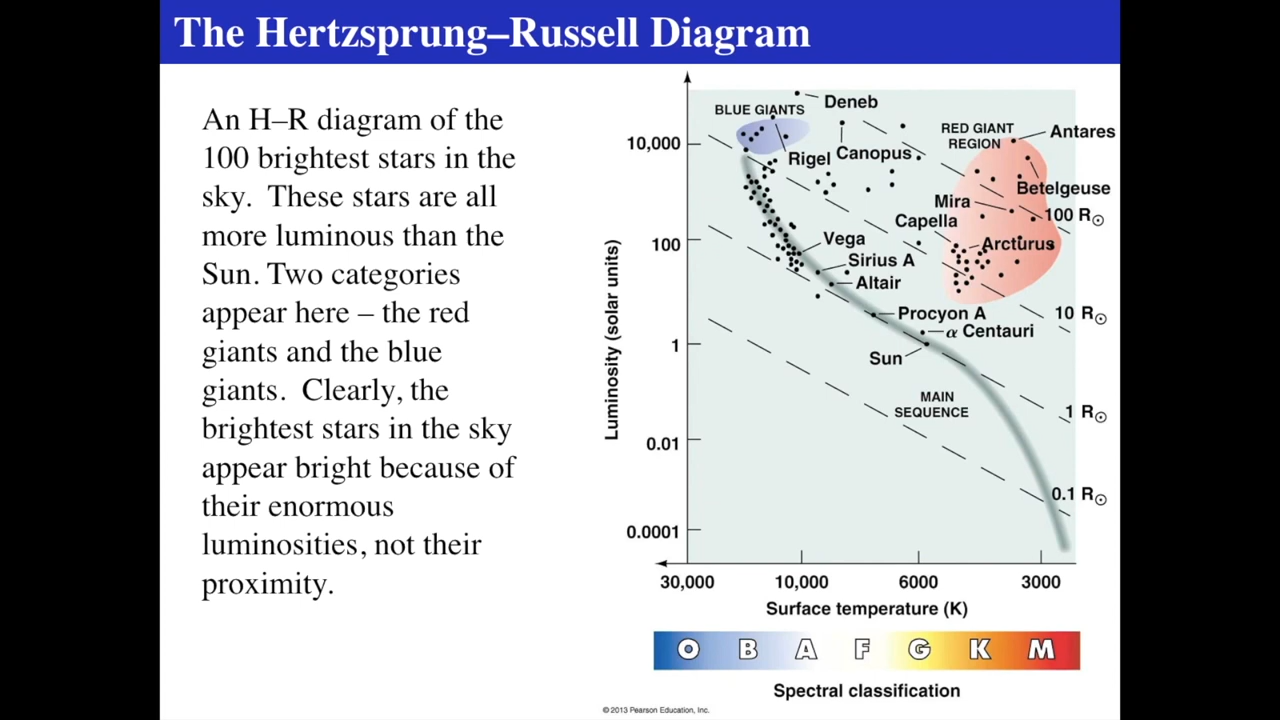 The Hertzsprung–Russell Diagram
An H–R diagram of the
100 brightest stars in the
sky.  These stars are all
more luminous than the
Sun. Two categories
appear here – the red
giants and the blue
giants.  Clearly, the
brightest stars in the sky
appear bright because of
their enormous
luminosities, not their
proximity.
Luminosity (solar units)
10,000
100
1
0.01
0.0001
BLUE GIANTS
Deneb
Rigel
Canopus
RED GIANT
REGION
Antares
Betelgeuse
Mira
100 R☉
Capella
Arcturus
Vega
Sirius A
Altair
Procyon A
10 R☉
α Centauri
Sun
MAIN
SEQUENCE
1 R☉
0.1 R☉
30,000
10,000
6000
3000
Surface temperature (K)
O B A F G K M
Spectral classification
© 2013 Pearson Education, Inc.